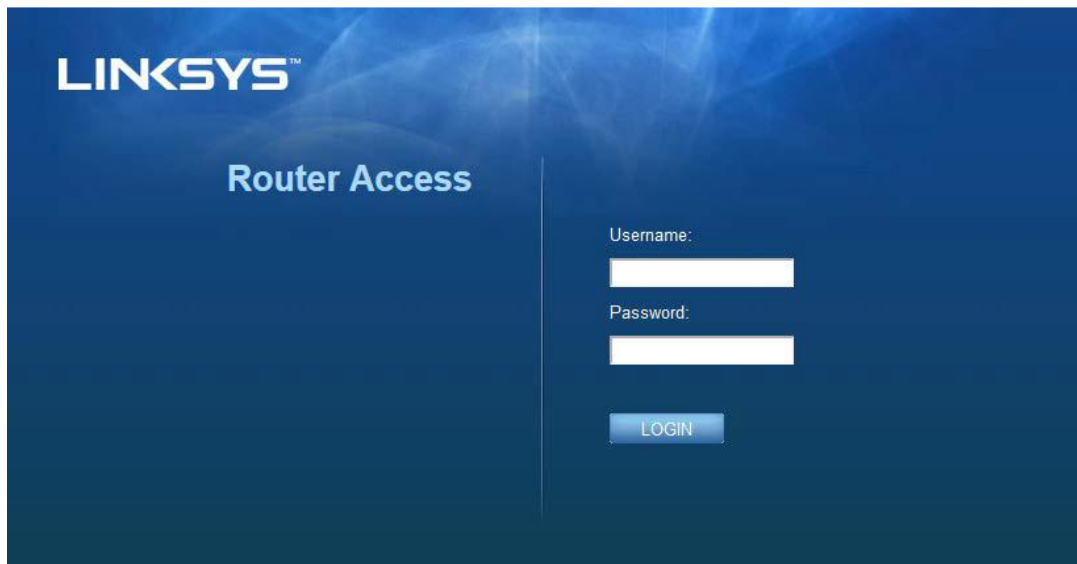 LINKSYS™
Router Access
Username:
Password:
LOGIN